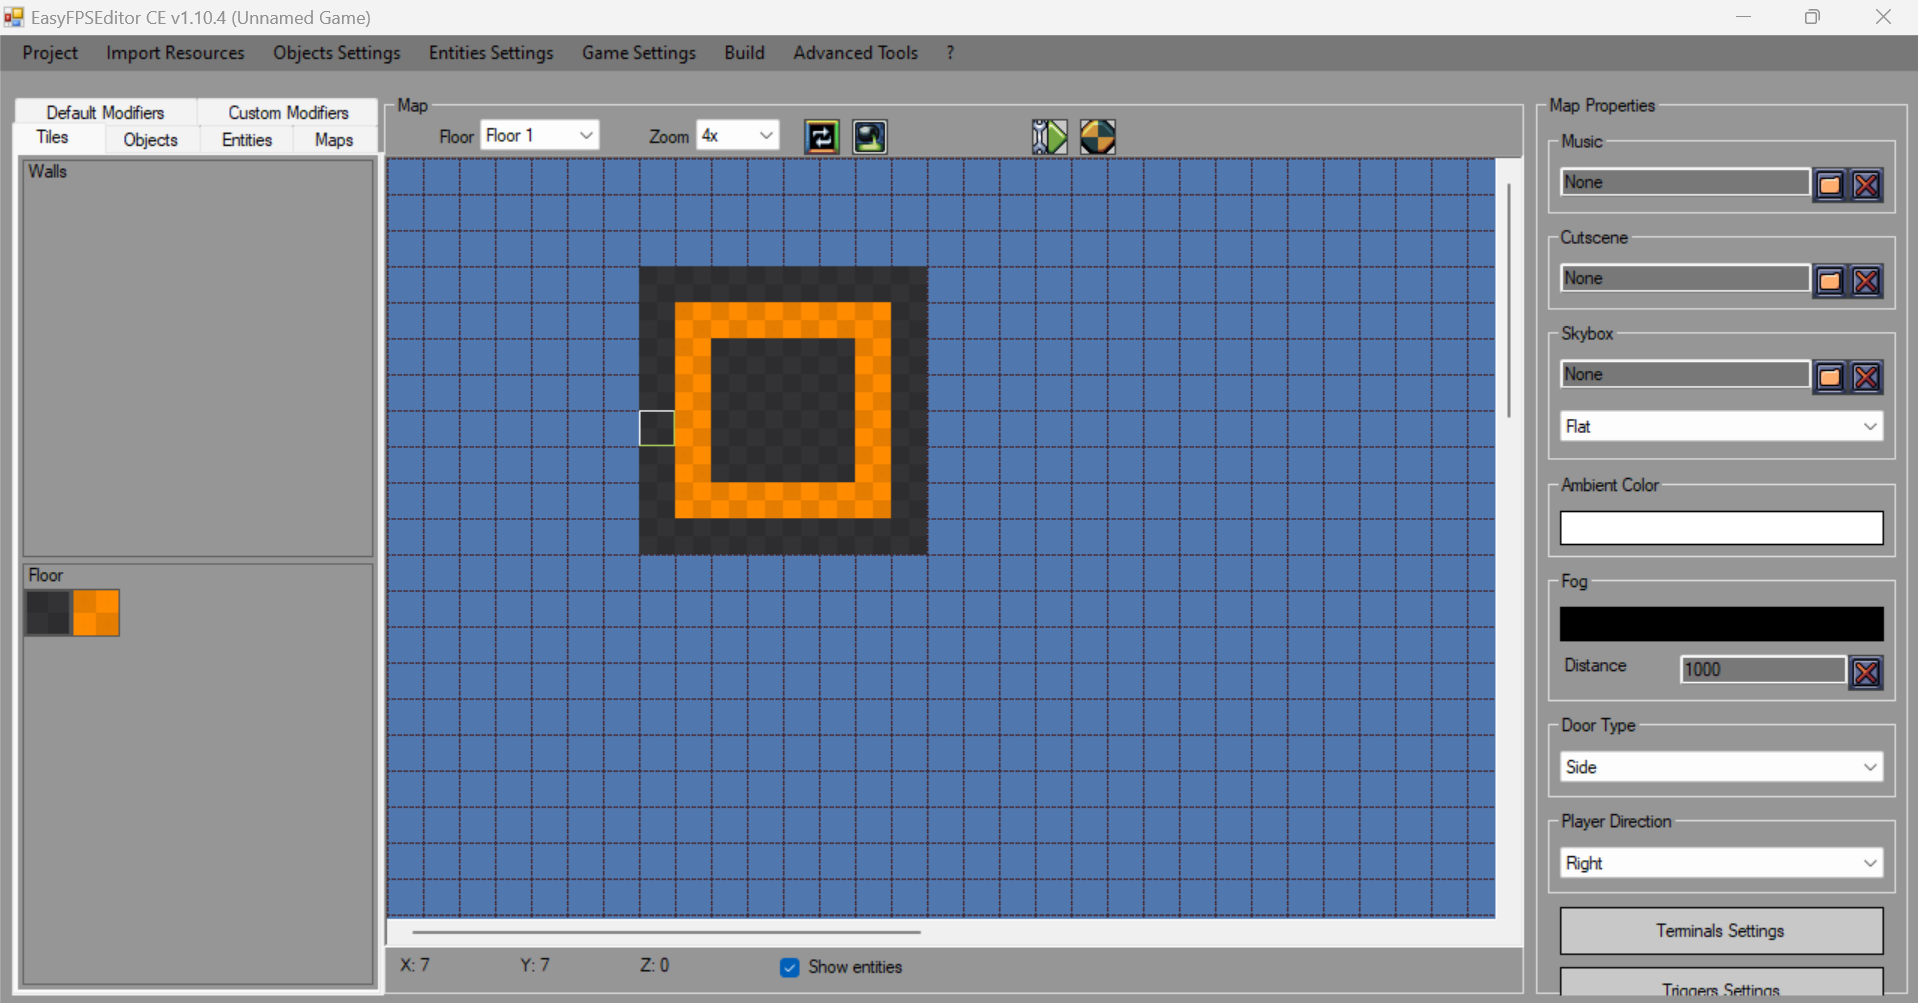 EasyFPSEditor CE v1.10.4 (Unnamed Game)
Project Import Resources Objects Settings Entities Settings Game Settings Build Advanced Tools ?
Default Modifiers Custom Modifiers
Tiles Objects Entities Maps
Walls
Floor
Map
Floor Floor 1 Zoom 4x
X: 7 Y: 7 Z: 0 Show entities
Map Properties
Music
None
Cutscene
None
Skybox
None
Flat
Ambient Color
Fog
Distance 1000
Door Type
Side
Player Direction
Right
Terminals Settings
Triggers Settings